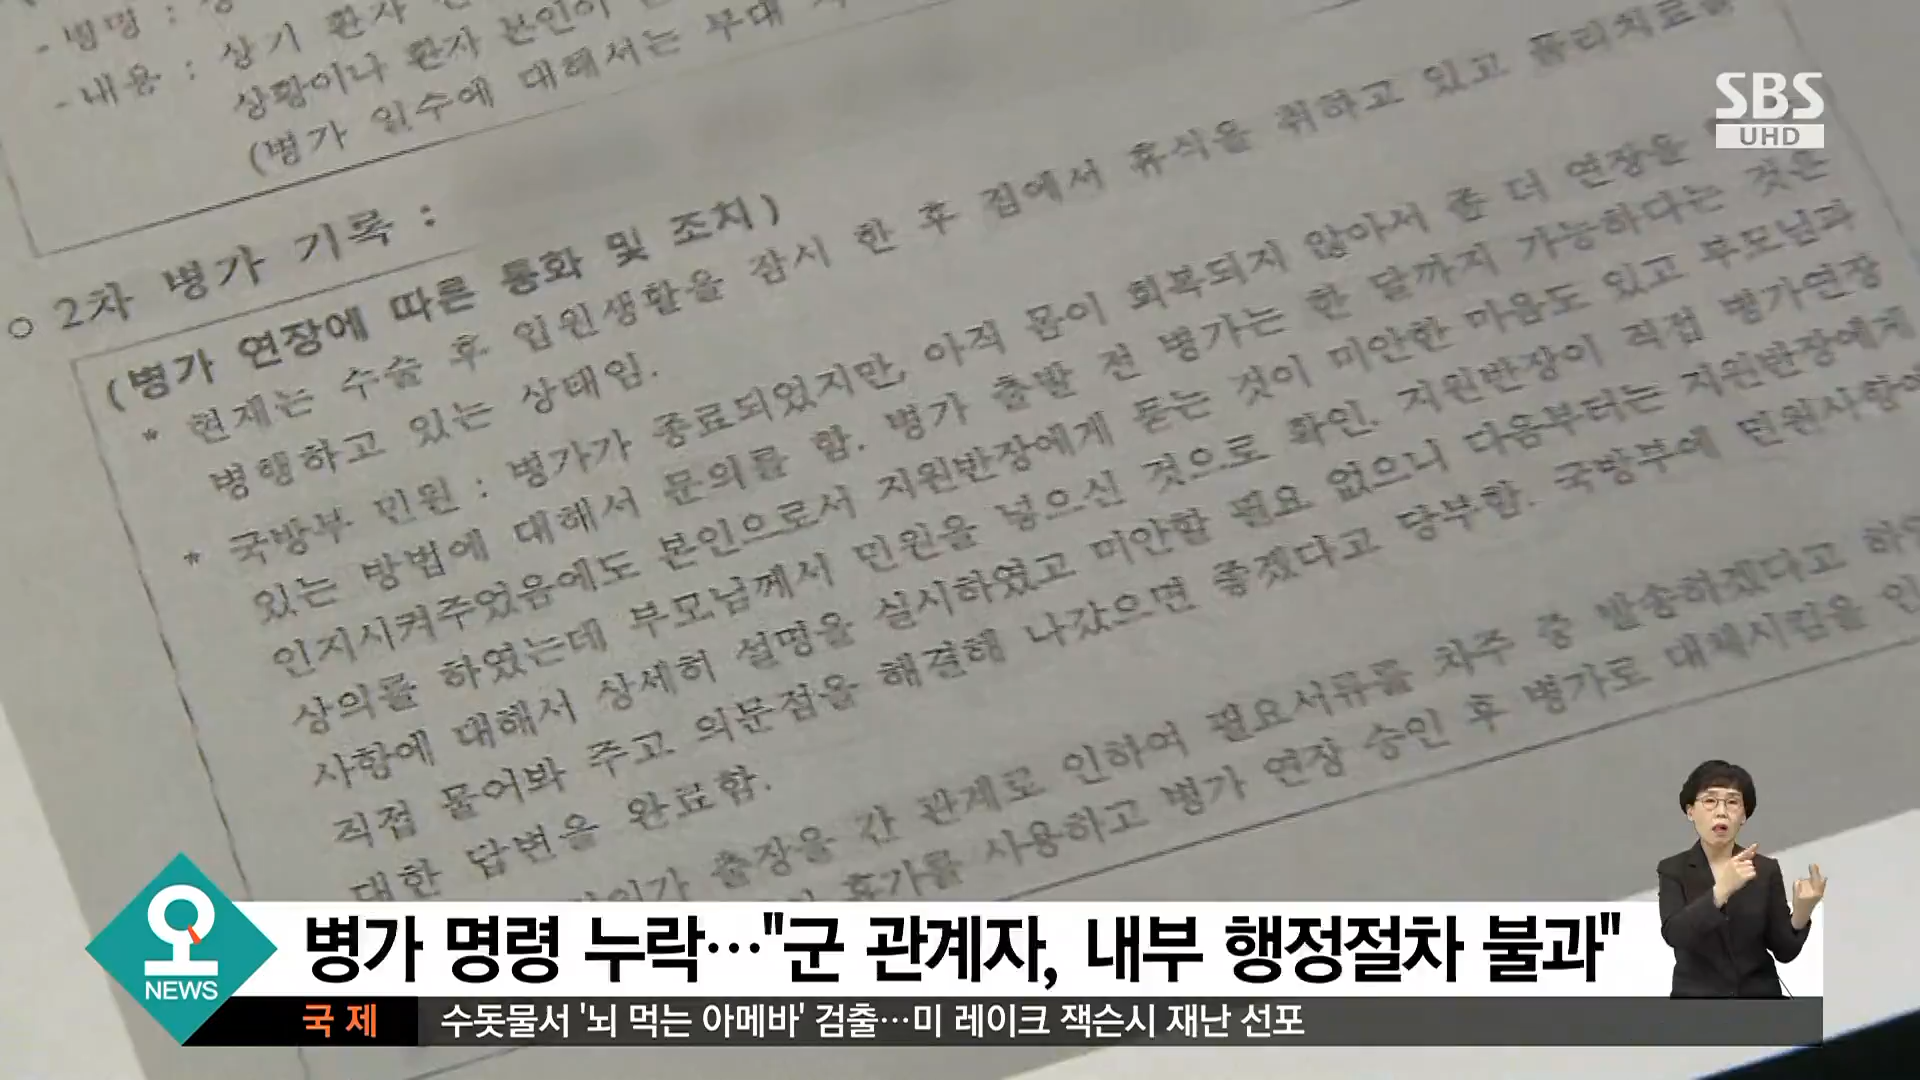 - 병명 :
- 내용 : 상기 환자
상황이나 환자 본인이
(병가 일수에 대해서는 부대
○ 2차 병가 기록 :
(병가 연장에 따른 통화 및 조치)
* 현재는 수술 후 입원생활을 잠시 한 후 집에서 휴식을 취하고 있고 물리치료를
병행하고 있는 상태임.
* 국방부 민원 : 병가가 종료되었지만, 아직 몸이 회복되지 않아서 좀 더 연장을
있는 방법에 대해서 문의를 함. 병가 출발 전 병가는 한 달까지 가능하다는 것은
인지시켜주었음에도 본인으로서 지원반장에게 묻는 것이 미안한 마음도 있고 부모님과
상의를 하였는데 부모님께서 민원을 넣으신 것으로 확인. 지원반장이 직접 병가연장
사항에 대해서 상세히 설명을 실시하였고 미안할 필요 없으니 다음부터는 지원반장에게
직접 물어봐 주고 의문점을 해결해 나갔으면 좋겠다고 당부함. 국방부에 민원사항에
대한 답변을 완료함.
출장을 간 관계로 인하여 필요서류를 차주 중 발송하겠다고
휴가를 사용하고 병가 연장 승인 후 병가로 대체시킴을
SBS
UHD
오
NEWS
병가 명령 누락…"군 관계자, 내부 행정절차 불과"
국제 수돗물서 '뇌 먹는 아메바' 검출…미 레이크 잭슨시 재난 선포